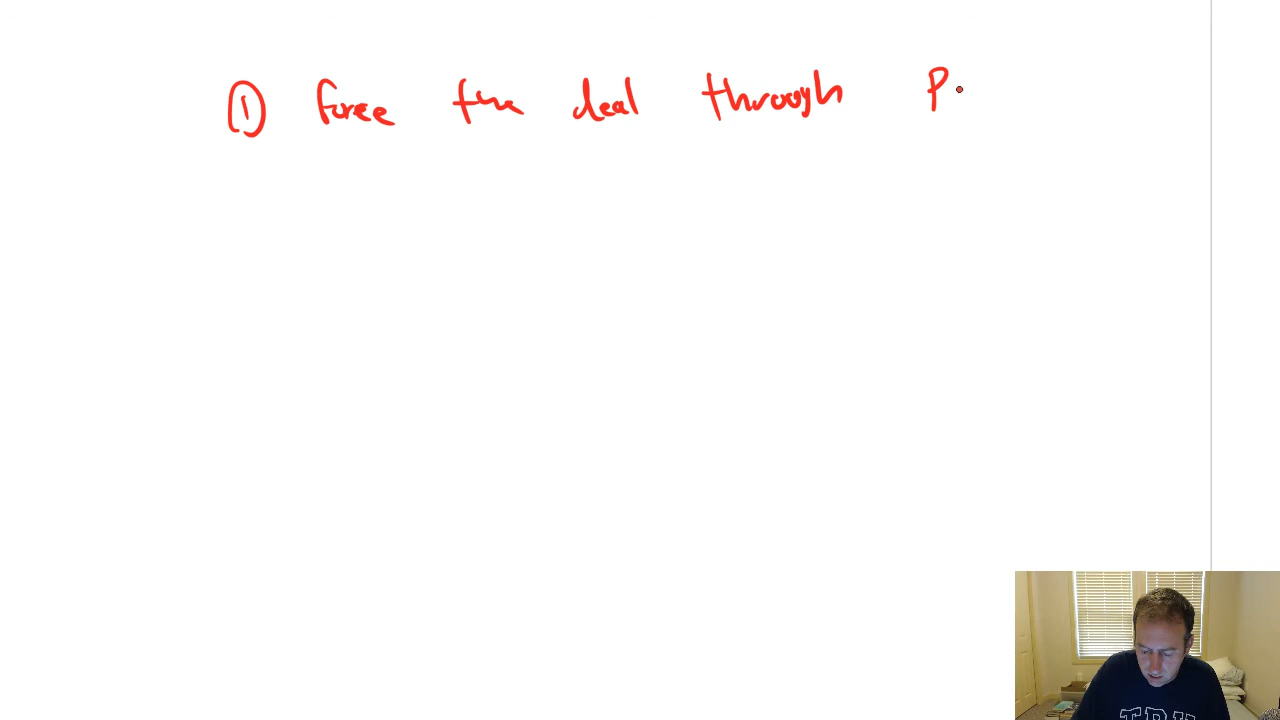 ① Force the deal through P